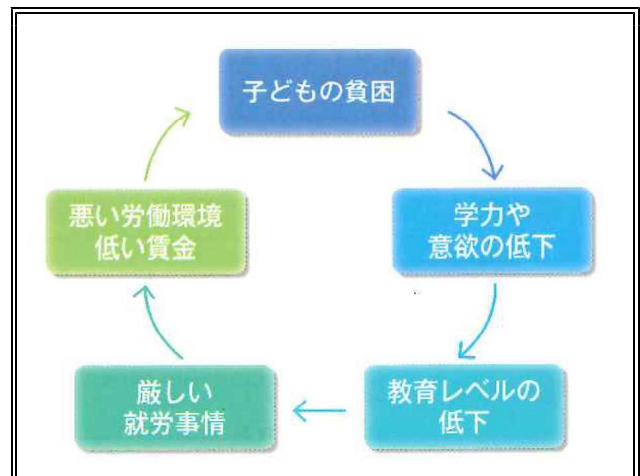 子どもの貧困
学力や
意欲の低下
教育レベルの
低下
厳しい
就労事情
悪い労働環境
低い賃金